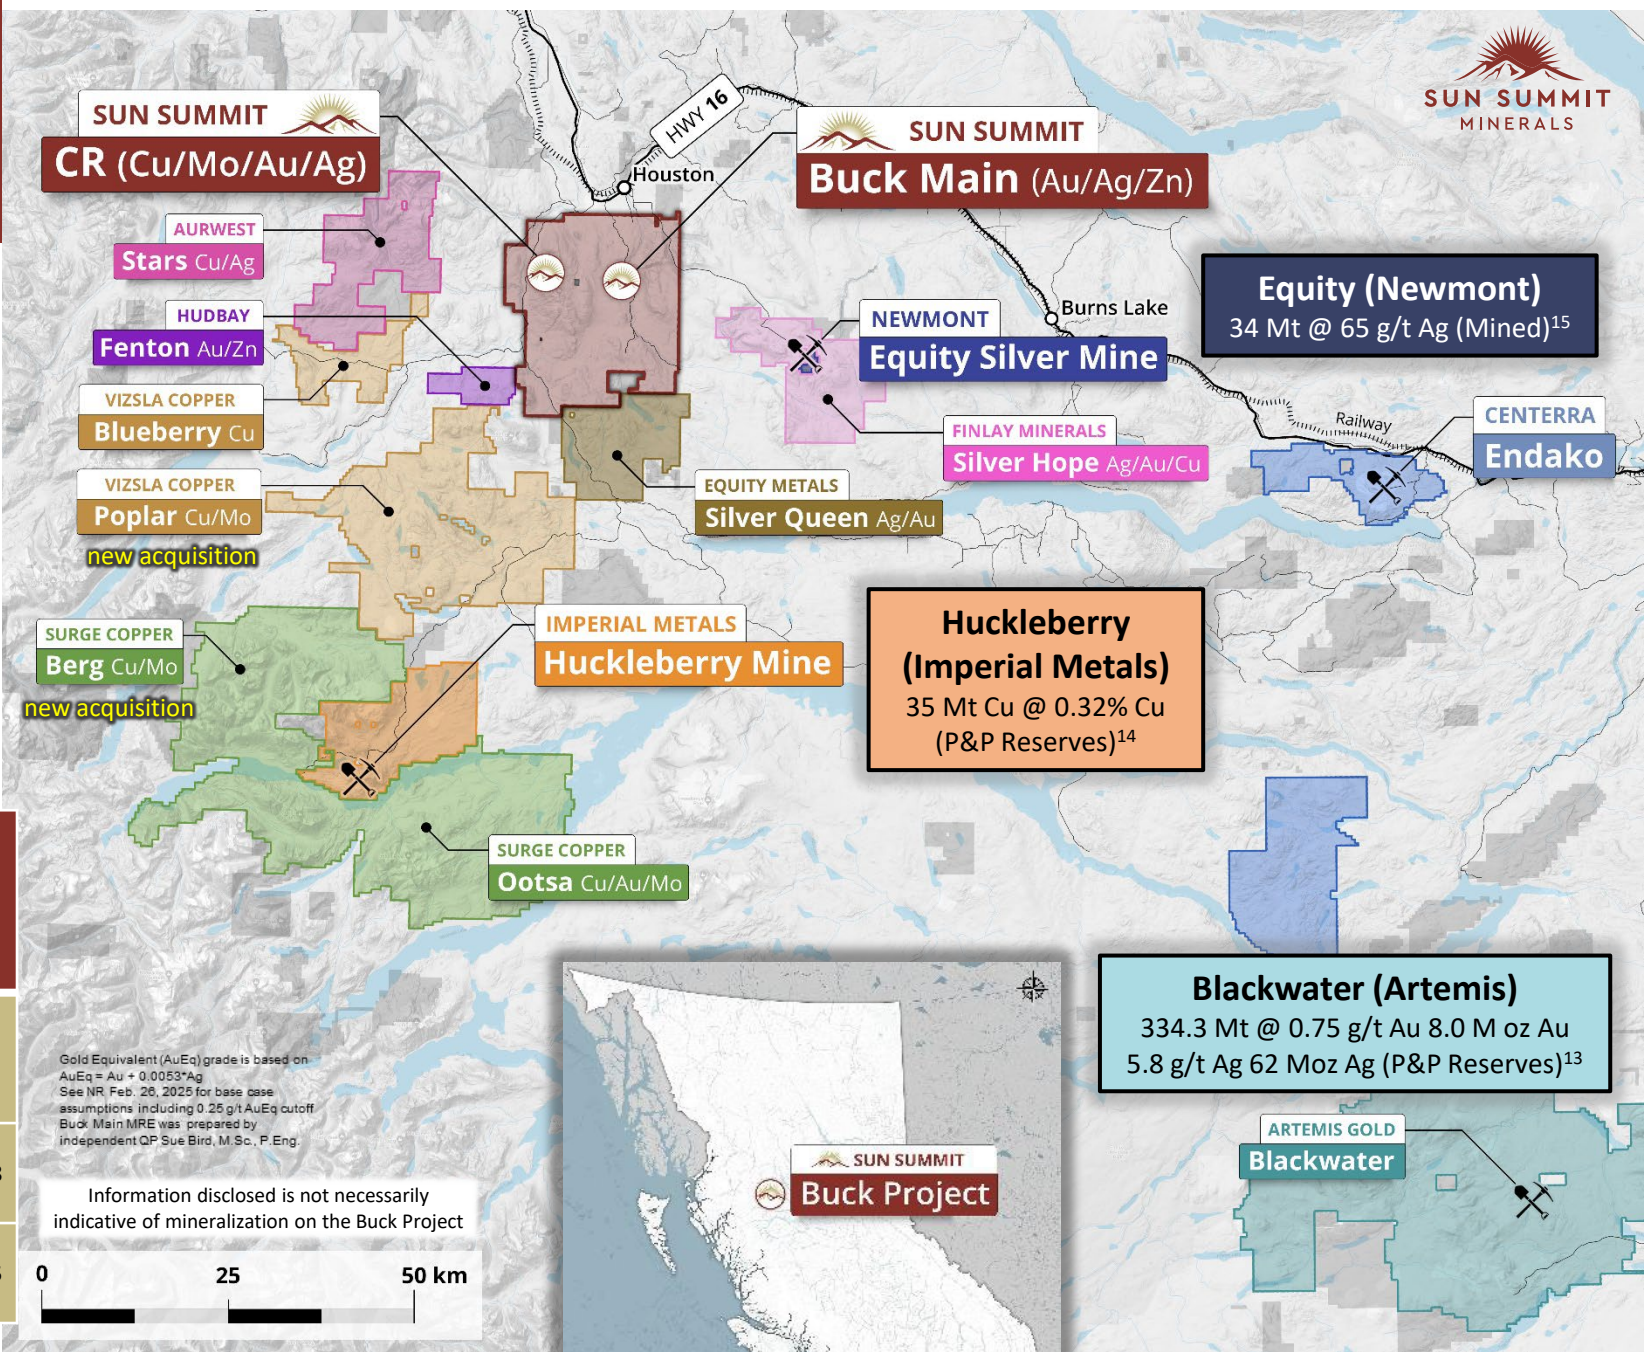 SUN SUMMIT
MINERALS
SUN SUMMIT
CR (Cu/Mo/Au/Ag)
HWY 16
SUN SUMMIT
Buck Main (Au/Ag/Zn)
Houston
AURWEST
Stars Cu/Ag
HUDBAY
Fenton Au/Zn
VIZSLA COPPER
Blueberry Cu
VIZSLA COPPER
Poplar Cu/Mo
new acquisition
Burns Lake
NEWMONT
Equity Silver Mine
Equity (Newmont)
34 Mt @ 65 g/t Ag (Mined)15
FINLAY MINERALS
Silver Hope Ag/Au/Cu
Railway
CENTERRA
Endako
EQUITY METALS
Silver Queen Ag/Au
SURGE COPPER
Berg Cu/Mo
new acquisition
IMPERIAL METALS
Huckleberry Mine
Huckleberry
(Imperial Metals)
35 Mt Cu @ 0.32% Cu
(P&P Reserves)14
SURGE COPPER
Ootsa Cu/Au/Mo
Blackwater (Artemis)
334.3 Mt @ 0.75 g/t Au 8.0 M oz Au
5.8 g/t Ag 62 Moz Ag (P&P Reserves)13
ARTEMIS GOLD
Blackwater
Gold Equivalent (AuEq) grade is based on
AuEq = Au + 0.0053*Ag
See NR Feb. 26, 2025 for base case
assumptions including 0.25 g/t AuEq cutoff
Buck Main MRE was prepared by
independent QP Sue Bird, M.Sc., P.Eng.
Information disclosed is not necessarily
indicative of mineralization on the Buck Project
0 25 50 km
SUN SUMMIT
Buck Project